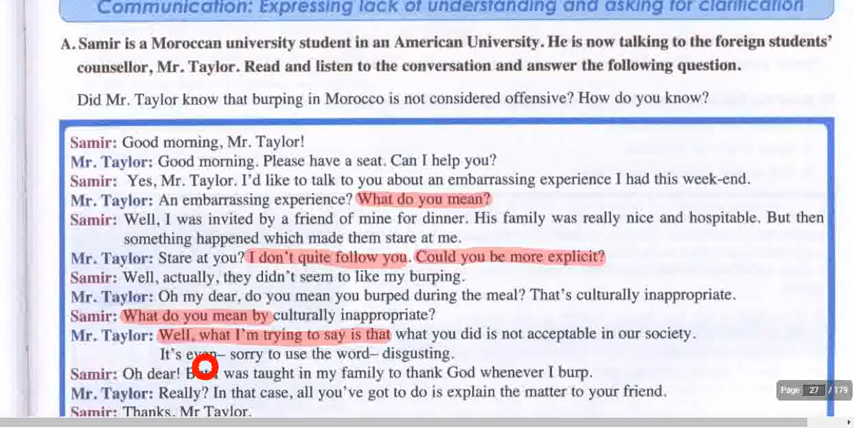 Communication: Expressing lack of understanding and asking for clarification
A. Samir is a Moroccan university student in an American University. He is now talking to the foreign students'
counsellor, Mr. Taylor. Read and listen to the conversation and answer the following question.
Did Mr. Taylor know that burping in Morocco is not considered offensive? How do you know?
Samir: Good morning, Mr. Taylor!
Mr. Taylor: Good morning. Please have a seat. Can I help you?
Samir: Yes, Mr. Taylor. I'd like to talk to you about an embarrassing experience I had this week-end.
Mr. Taylor: An embarrassing experience? What do you mean?
Samir: Well, I was invited by a friend of mine for dinner. His family was really nice and hospitable. But then
something happened which made them stare at me.
Mr. Taylor: Stare at you? I don't quite follow you. Could you be more explicit?
Samir: Well, actually, they didn't seem to like my burping.
Mr. Taylor: Oh my dear, do you mean you burped during the meal? That's culturally inappropriate.
Samir: What do you mean by culturally inappropriate?
Mr. Taylor: Well, what I'm trying to say is that what you did is not acceptable in our society.
It's even– sorry to use the word– disgusting.
Samir: Oh dear! was taught in my family to thank God whenever I burp.
Mr. Taylor: Really? In that case, all you've got to do is explain the matter to your friend.
Samir: Thanks, Mr Taylor.
Page 27 / 179